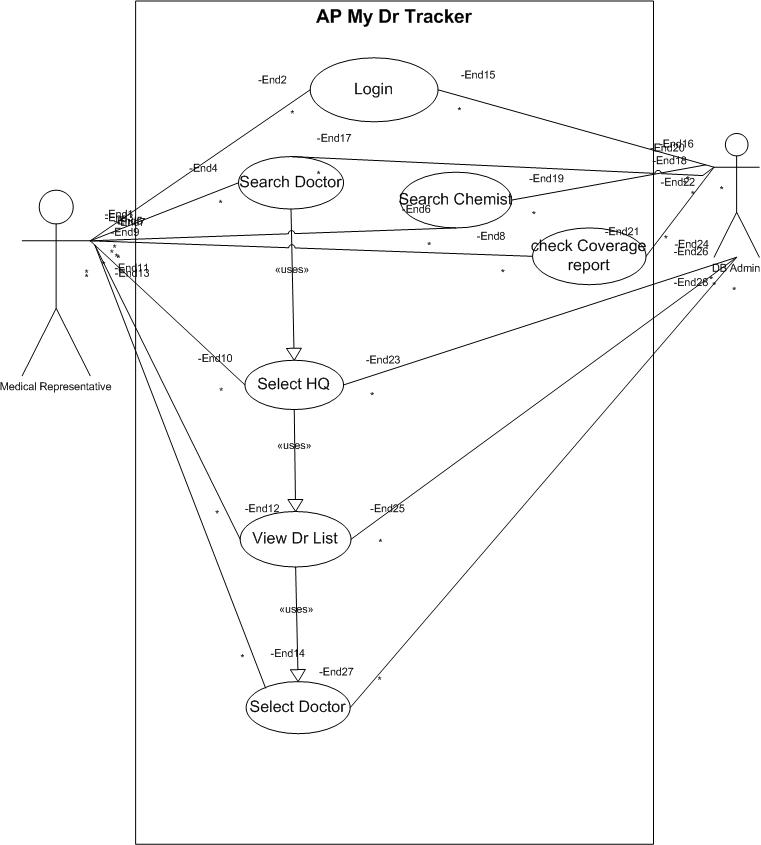 AP My Dr Tracker
-End2
-End15
Login
*
*
-End17
-End16
-End20
-End18
-End4
*
Search Doctor
-End19
-End22
*
Search Chemist
*
-End6
*
*
*
-End1
-End9
-End21
-End8
*
*
check Coverage
report
-End24
-End26
DB Admin
*
*
*
-End11
-End13
*
*
«uses»
*
-End28
*
*
*
-End10
-End23
Medical Representative
*
Select HQ
*
«uses»
*
-End12
-End25
View Dr List
*
«uses»
*
-End14
-End27
*
Select Doctor